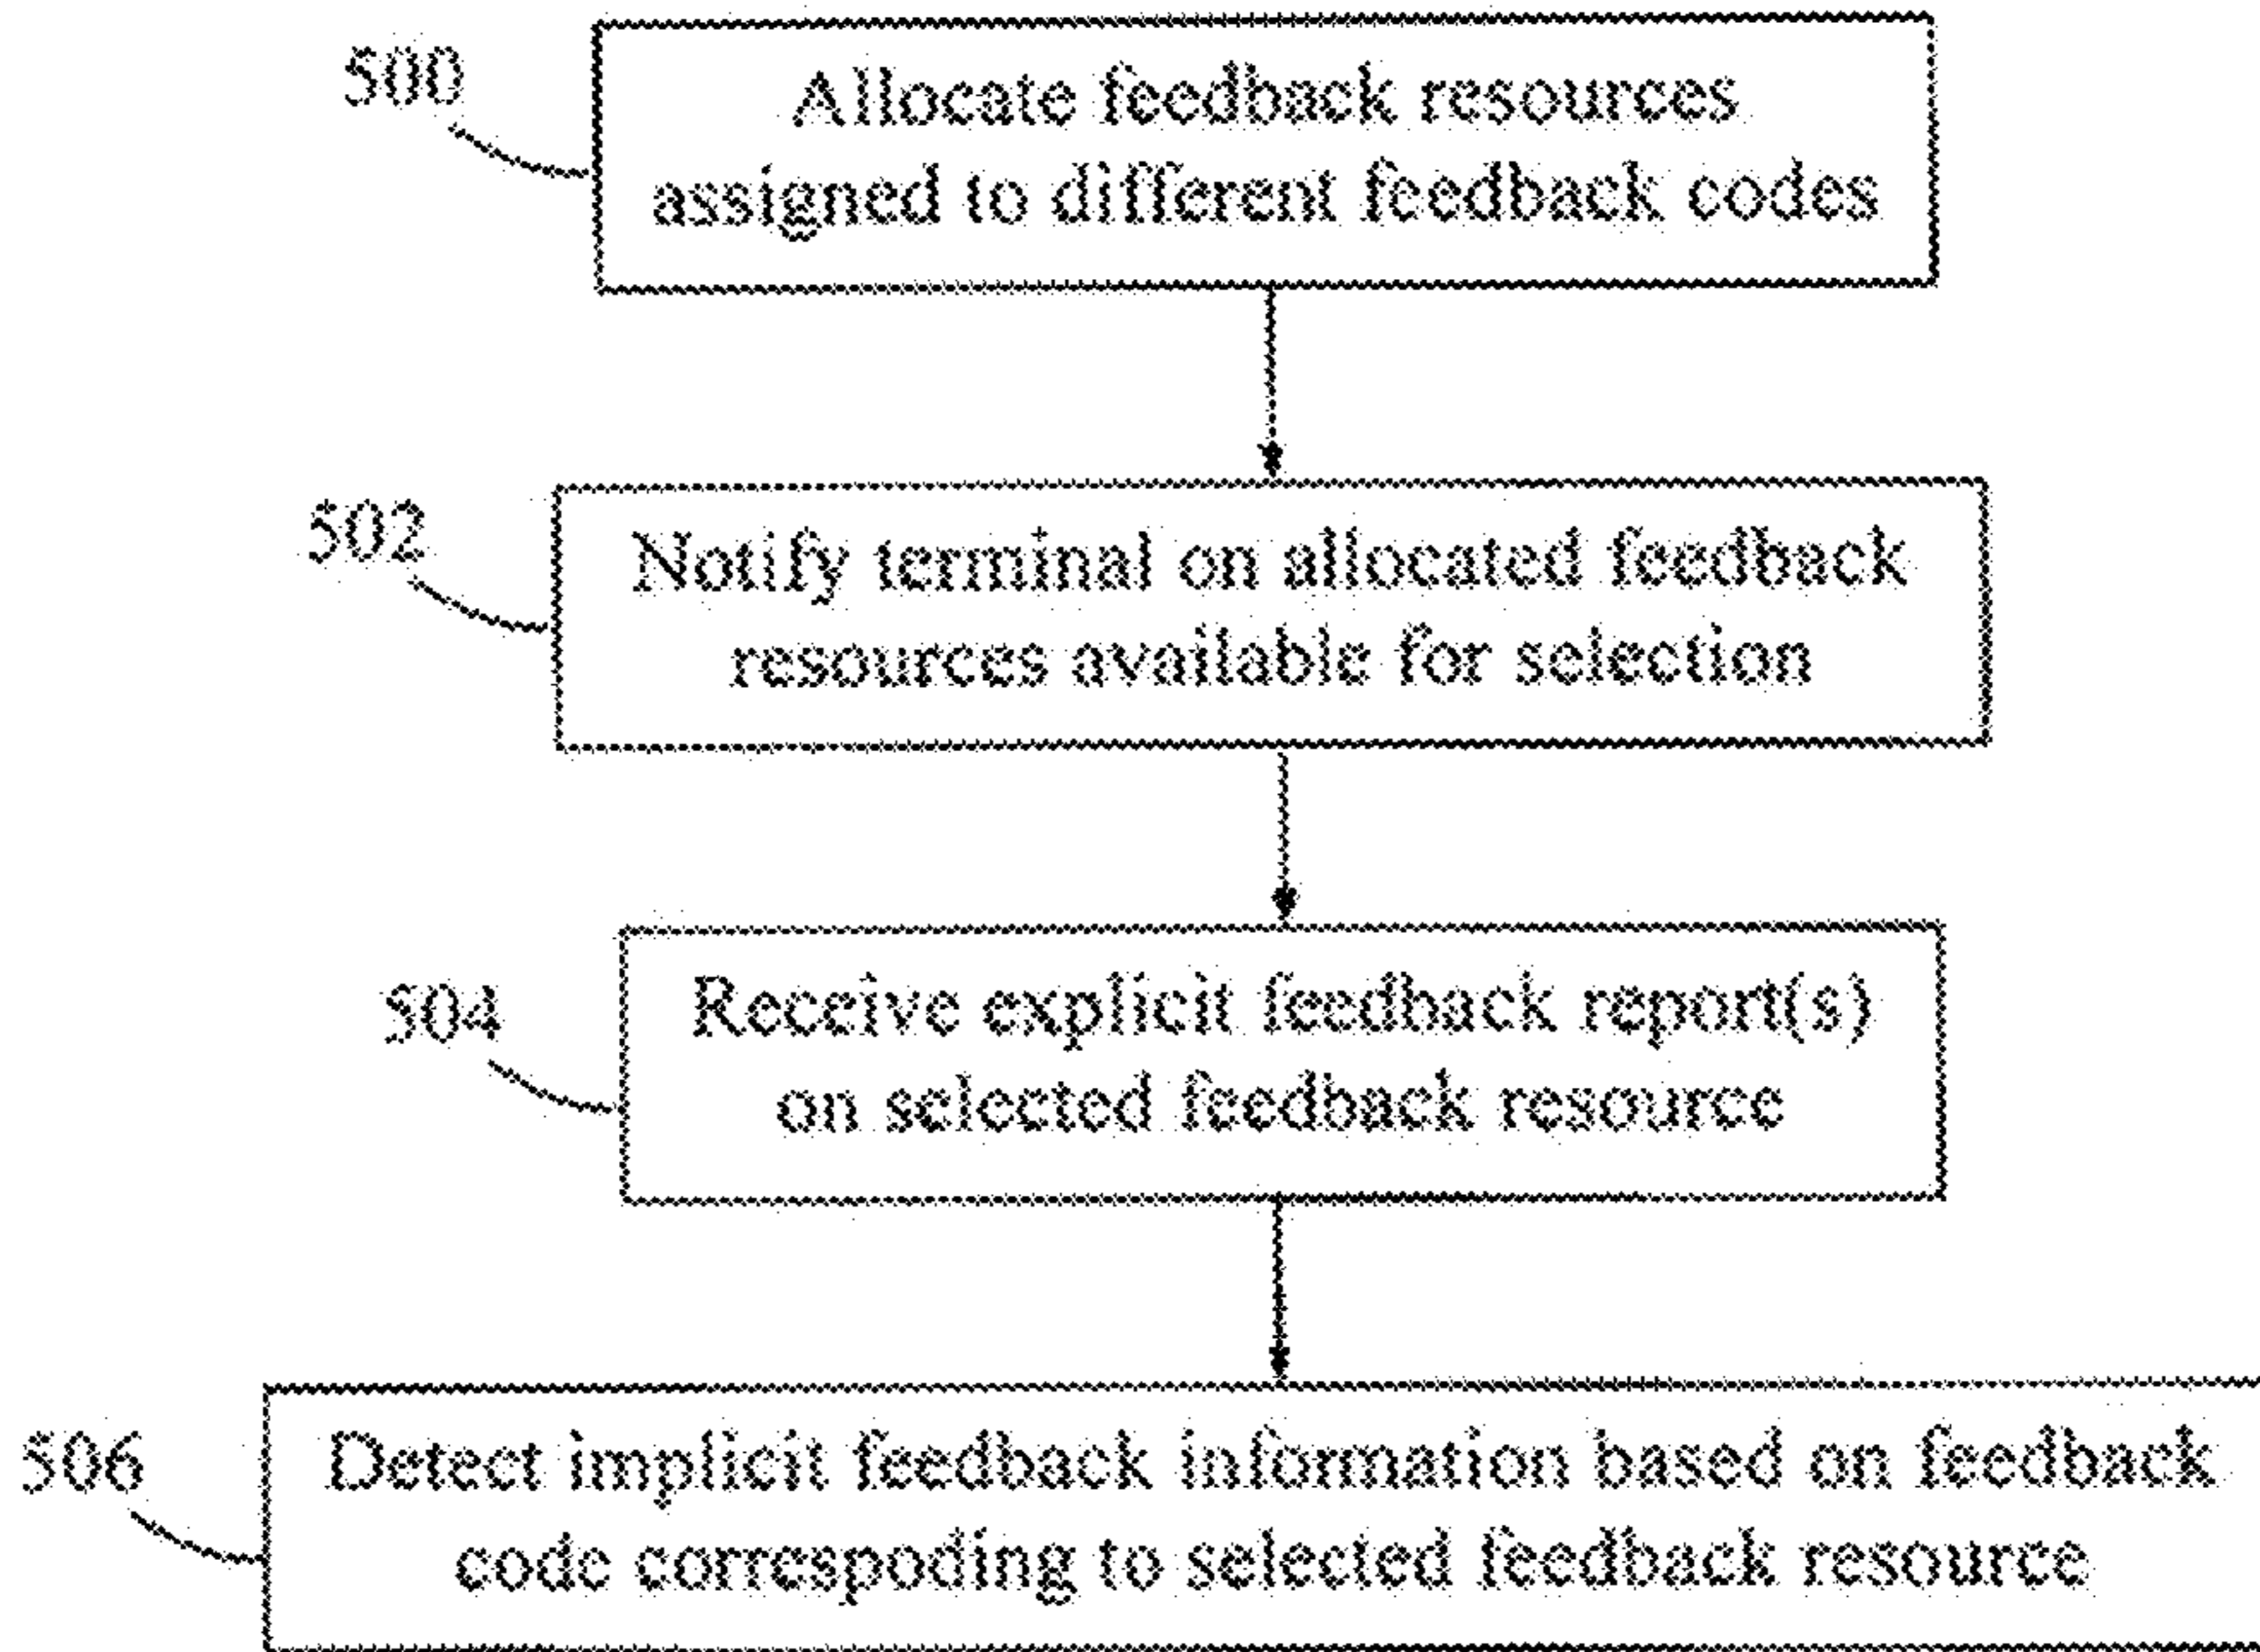 500
Allocate feedback resources
assigned to different feedback codes
502
Notify terminal on allocated feedback
resources available for selection
504
Receive explicit feedback report(s)
on selected feedback resource
506
Detect implicit feedback information based on feedback
code correspoding to selected feedback resource